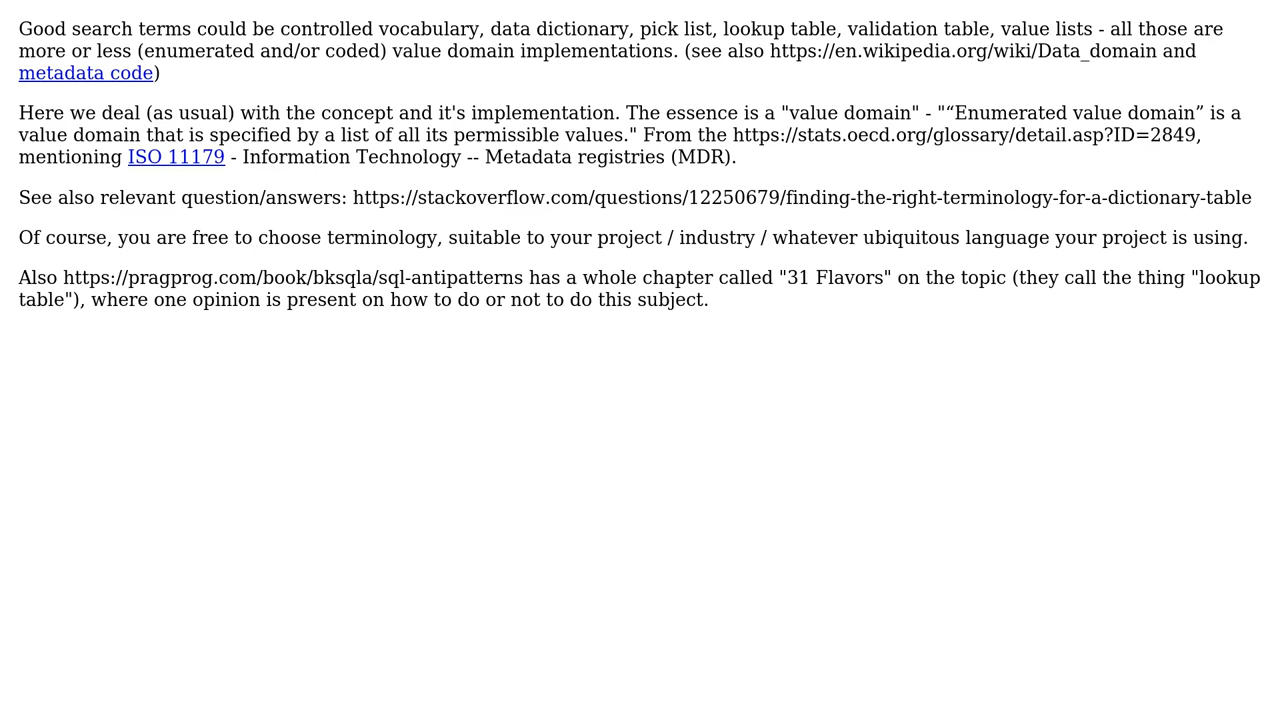 Good search terms could be controlled vocabulary, data dictionary, pick list, lookup table, validation table, value lists - all those are
more or less (enumerated and/or coded) value domain implementations. (see also https://en.wikipedia.org/wiki/Data_domain and
metadata code)
Here we deal (as usual) with the concept and it's implementation. The essence is a "value domain" - "“Enumerated value domain” is a
value domain that is specified by a list of all its permissible values." From the https://stats.oecd.org/glossary/detail.asp?ID=2849,
mentioning ISO 11179 - Information Technology -- Metadata registries (MDR).
See also relevant question/answers: https://stackoverflow.com/questions/12250679/finding-the-right-terminology-for-a-dictionary-table
Of course, you are free to choose terminology, suitable to your project / industry / whatever ubiquitous language your project is using.
Also https://pragprog.com/book/bksqla/sql-antipatterns has a whole chapter called "31 Flavors" on the topic (they call the thing "lookup
table"), where one opinion is present on how to do or not to do this subject.